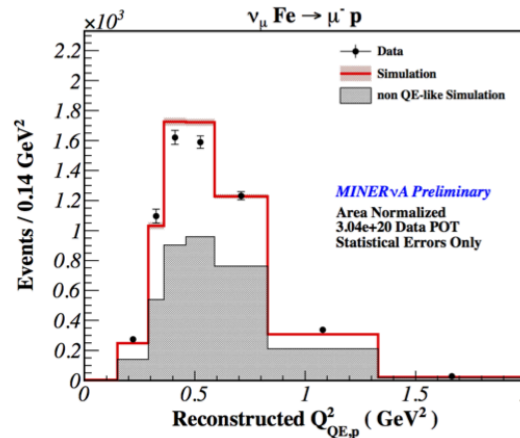 ×10³
ν_μ Fe → μ⁻ p
Data
Simulation
non QE-like Simulation
MINERνA Preliminary
Area Normalized
3.04e+20 Data POT
Statistical Errors Only
Events / 0.14 GeV²
2.2
2
1.8
1.6
1.4
1.2
1
0.8
0.6
0.4
0.2
0
0 0.5 1 1.5 2
Reconstructed Q²_QE,p ( GeV² )